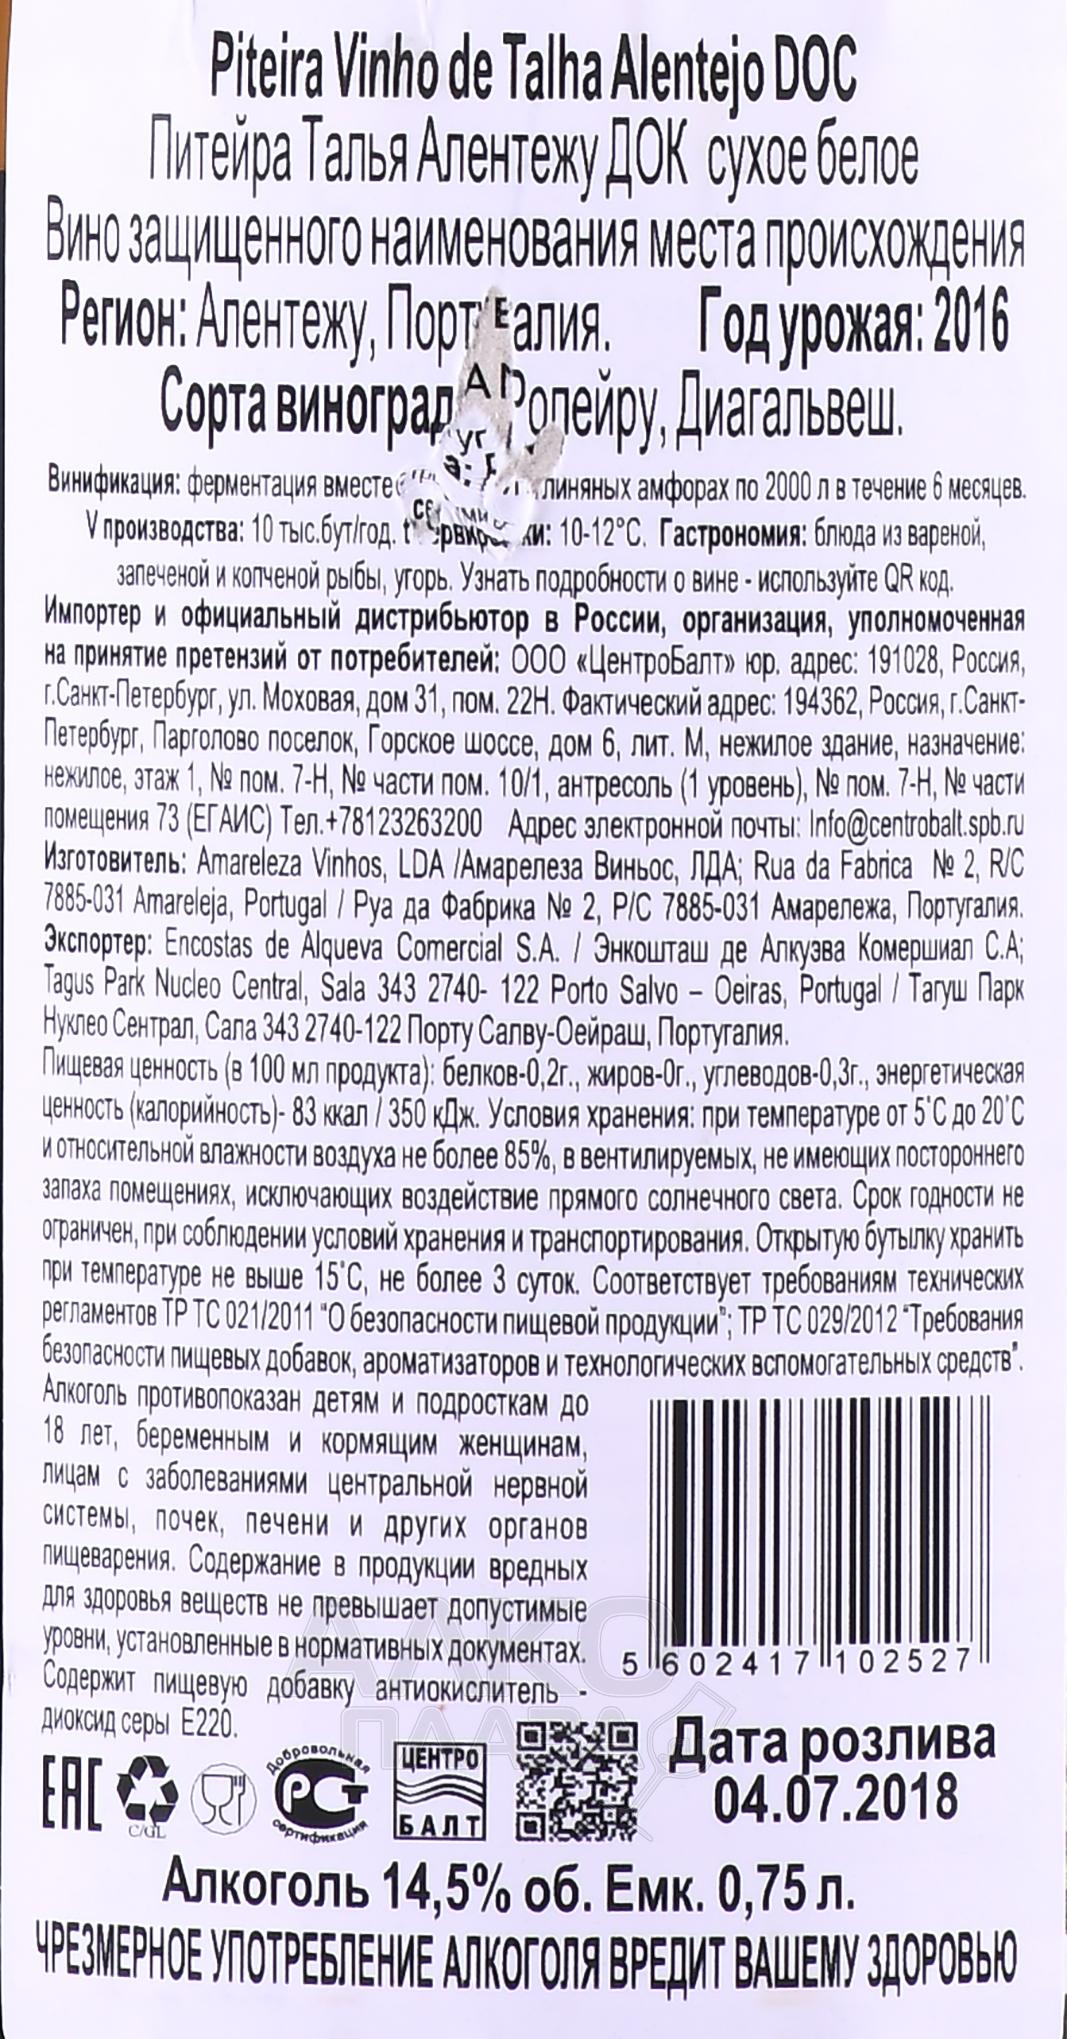 Piteira Vinho de Talha Alentejo DOC
Питейра Талья Алентежу ДОК сухое белое
Вино защищенного наименования места происхождения
Регион: Алентежу, Год урожая: 2016
Сорта Диагальвеш.
Винификация: ферментация амфорах по 2000 л в течение 6 месяцев.
V производства: 10 тыс.бут/год. 10-12°C. Гастрономия: блюда из вареной,
запеченой и копченой рыбы, угорь. Узнать подробности о вине - используйте QR код.
Импортер и официальный дистрибьютор в России, организация, уполномоченная
на принятие претензий от потребителей: ООО «ЦентроБалт» юр. адрес: 191028, Россия,
г.Санкт-Петербург, ул. Моховая, дом 31, пом. 22Н. Фактический адрес: 194362, Россия, г.Санкт-
Петербург, Парголово поселок, Горское шоссе, дом 6, лит. М, нежилое здание, назначение:
нежилое, этаж 1, № пом. 7-Н, № части пом. 10/1, антресоль (1 уровень), № пом. 7-Н, № части
помещения 73 (ЕГАИС) Тел.+78123263200 Адрес электронной почты: Info@centrobalt.spb.ru
Изготовитель: Amareleza Vinhos, LDA /Амарелеза Виньос, ЛДА; Rua da Fabrica № 2, R/C
7885-031 Amareleja, Portugal / Руа да Фабрика № 2, Р/С 7885-031 Амарележа, Португалия.
Экспортер: Encostas de Alqueva Comercial S.A. / Энкошташ де Алкуэва Комершиал С.А;
Tagus Park Nucleo Central, Sala 343 2740- 122 Porto Salvo – Oeiras, Portugal / Тагуш Парк
Нуклео Сентрал, Сала 343 2740-122 Порту Салву-Оейраш, Португалия.
Пищевая ценность (в 100 мл продукта): белков-0,2г., жиров-0г., углеводов-0,3г., энергетическая
ценность (калорийность)- 83 ккал / 350 кДж. Условия хранения: при температуре от 5˚С до 20˚С
и относительной влажности воздуха не более 85%, в вентилируемых, не имеющих постороннего
запаха помещениях, исключающих воздействие прямого солнечного света. Срок годности не
ограничен, при соблюдении условий хранения и транспортирования. Открытую бутылку хранить
при температуре не выше 15˚С, не более 3 суток. Соответствует требованиям технических
регламентов ТР ТС 021/2011 "О безопасности пищевой продукции"; ТР ТС 029/2012 "Требования
безопасности пищевых добавок, ароматизаторов и технологических вспомогательных средств".
Алкоголь противопоказан детям и подросткам до
18 лет, беременным и кормящим женщинам,
лицам с заболеваниями центральной нервной
системы, почек, печени и других органов
пищеварения. Содержание в продукции вредных
для здоровья веществ не превышает допустимые
уровни, установленные в нормативных документах.
Содержит пищевую добавку антиокислитель -
диоксид серы Е220.
5 602417 102527
АЛКО
ПЛАЗА
Дата розлива
04.07.2018
EAC
C/GL
Добровольная
РСТ
сертификация
ЦЕНТРО
БАЛТ
Алкоголь 14,5% об. Емк. 0,75 л.
ЧРЕЗМЕРНОЕ УПОТРЕБЛЕНИЕ АЛКОГОЛЯ ВРЕДИТ ВАШЕМУ ЗДОРОВЬЮ